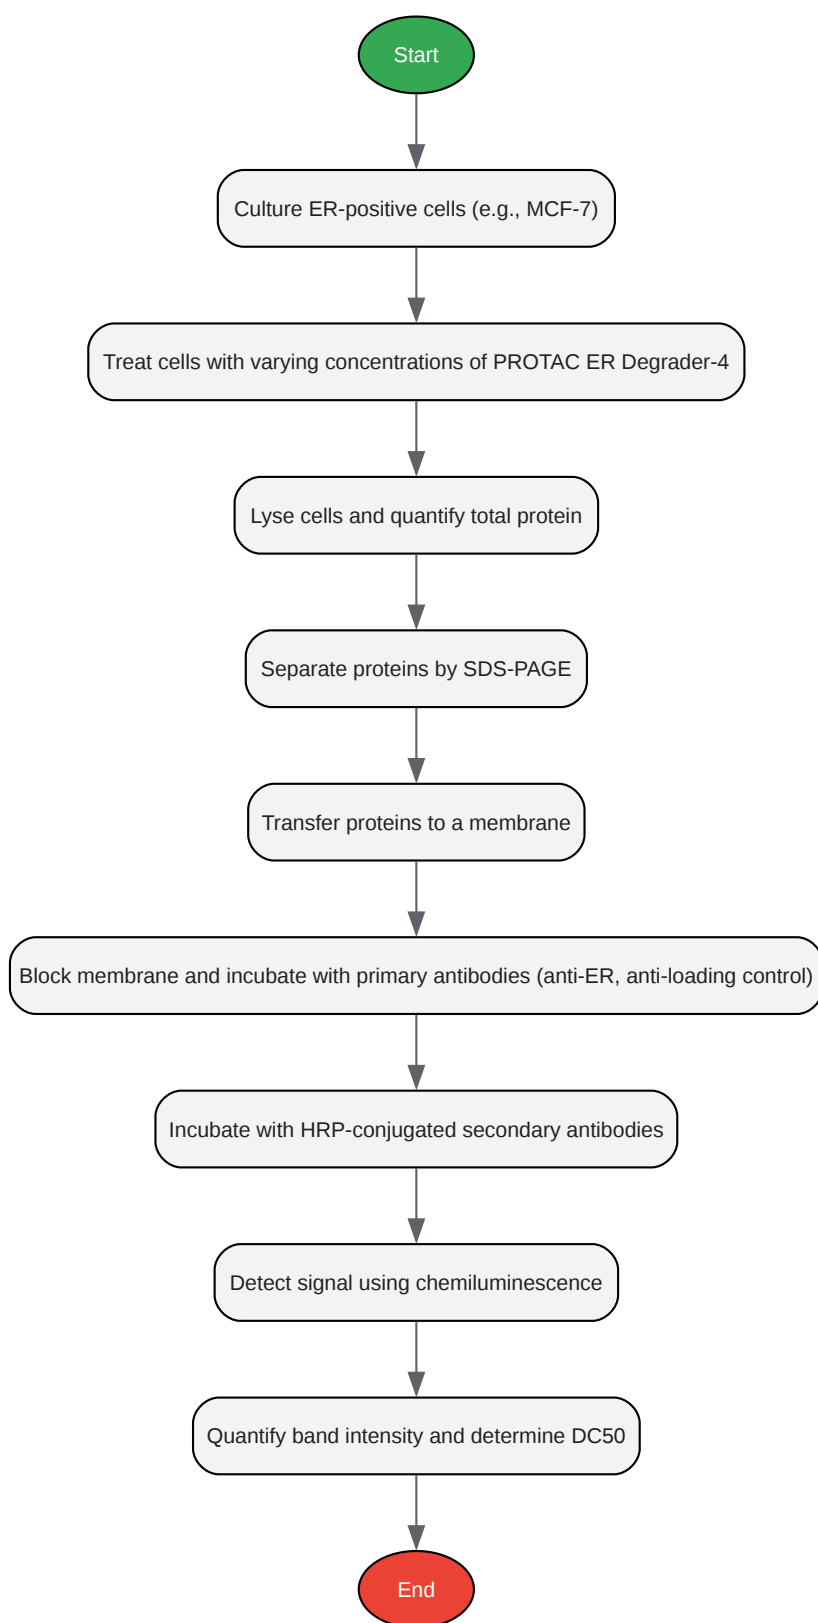 Start
Culture ER-positive cells (e.g., MCF-7)
Treat cells with varying concentrations of PROTAC ER Degrader-4
Lyse cells and quantify total protein
Separate proteins by SDS-PAGE
Transfer proteins to a membrane
Block membrane and incubate with primary antibodies (anti-ER, anti-loading control)
Incubate with HRP-conjugated secondary antibodies
Detect signal using chemiluminescence
Quantify band intensity and determine DC50
End